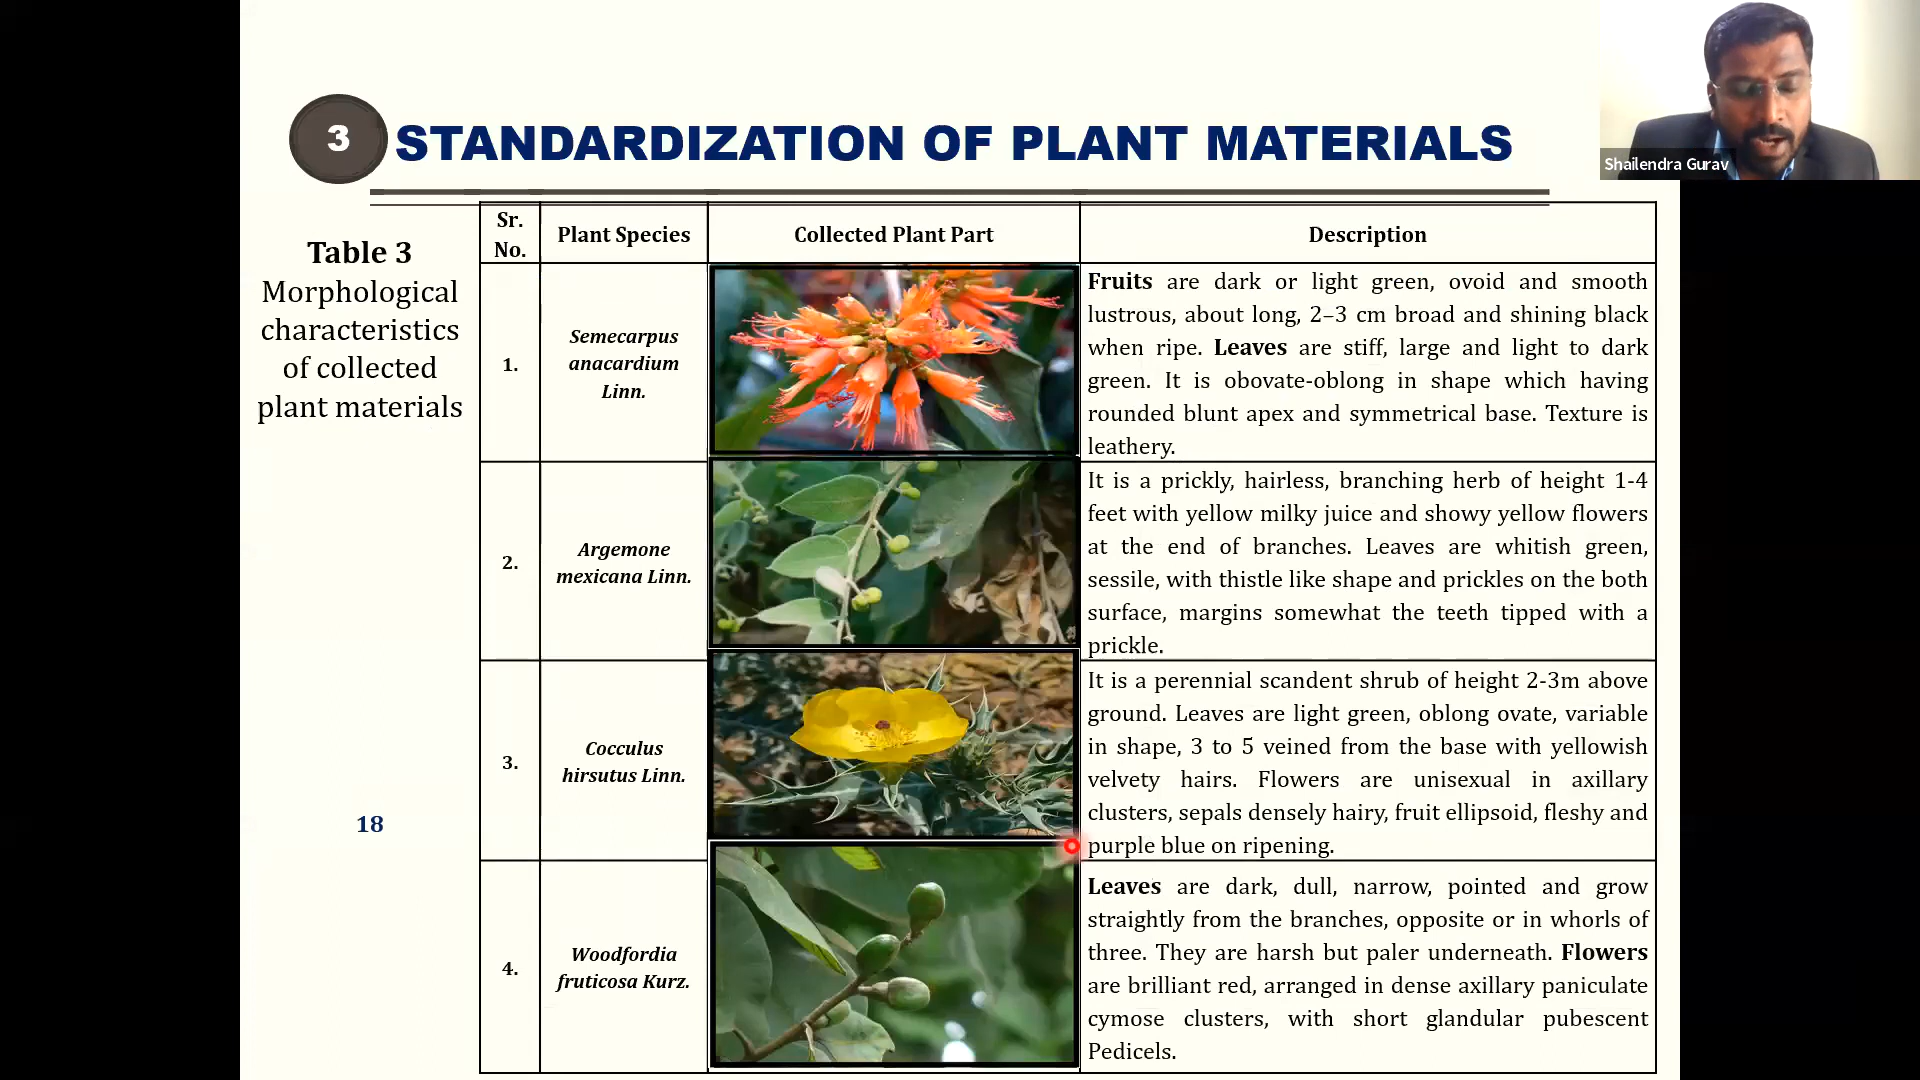 3
STANDARDIZATION OF PLANT MATERIALS
Shailendra Gurav
Table 3
Morphological
characteristics
of collected
plant materials
18
Sr.
No.
Plant Species
Collected Plant Part
Description
1.
Semecarpus
anacardium
Linn.
Fruits are dark or light green, ovoid and smooth
lustrous, about long, 2–3 cm broad and shining black
when ripe. Leaves are stiff, large and light to dark
green. It is obovate-oblong in shape which having
rounded blunt apex and symmetrical base. Texture is
leathery.
2.
Argemone
mexicana Linn.
It is a prickly, hairless, branching herb of height 1-4
feet with yellow milky juice and showy yellow flowers
at the end of branches. Leaves are whitish green,
sessile, with thistle like shape and prickles on the both
surface, margins somewhat the teeth tipped with a
prickle.
3.
Cocculus
hirsutus Linn.
It is a perennial scandent shrub of height 2-3m above
ground. Leaves are light green, oblong ovate, variable
in shape, 3 to 5 veined from the base with yellowish
velvety hairs. Flowers are unisexual in axillary
clusters, sepals densely hairy, fruit ellipsoid, fleshy and
purple blue on ripening.
4.
Woodfordia
fruticosa Kurz.
Leaves are dark, dull, narrow, pointed and grow
straightly from the branches, opposite or in whorls of
three. They are harsh but paler underneath. Flowers
are brilliant red, arranged in dense axillary paniculate
cymose clusters, with short glandular pubescent
Pedicels.